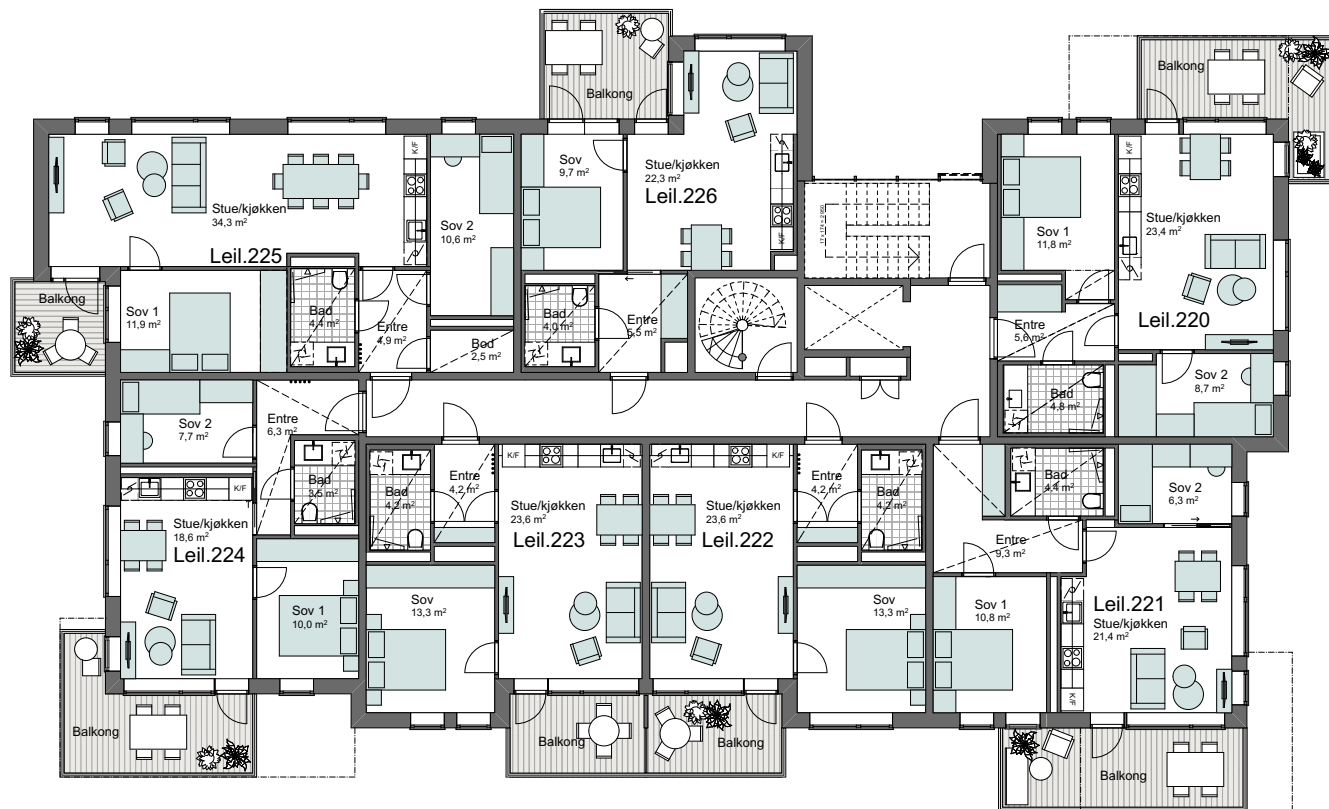 Balkong
Balkong
Stue/kjøkken
34,3 m²
Leil.225
K/F
Sov 2
10,6 m²
Balkong
Sov 1
11,9 m²
Bad
4,4 m²
Entre
4,9 m²
Bod
2,5 m²
Sov
9,7 m²
Stue/kjøkken
22,3 m²
Leil.226
K/F
Bad
4,0 m²
Entre
5,5 m²
17 x 174 = 2 950
Sov 1
11,8 m²
K/F
Stue/kjøkken
23,4 m²
Leil.220
Entre
5,6 m²
Bad
4,8 m²
Sov 2
8,7 m²
Sov 2
7,7 m²
Entre
6,3 m²
Bad
3,5 m²
K/F
Stue/kjøkken
18,6 m²
Leil.224
Sov 1
10,0 m²
Balkong
Bad
4,2 m²
Entre
4,2 m²
K/F
Stue/kjøkken
23,6 m²
Leil.223
Sov
13,3 m²
Balkong
K/F
Stue/kjøkken
23,6 m²
Leil.222
Entre
4,2 m²
Bad
4,2 m²
Sov
13,3 m²
Balkong
Bad
4,4 m²
Sov 2
6,3 m²
Entre
9,3 m²
Sov 1
10,8 m²
Leil.221
Stue/kjøkken
21,4 m²
K/F
Balkong